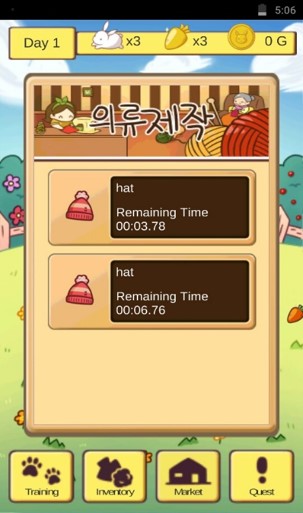 5:06
Day 1
x3
x3
0 G
의류제작
hat
Remaining Time
00:03.78
hat
Remaining Time
00:06.76
Training
Inventory
Market
Quest